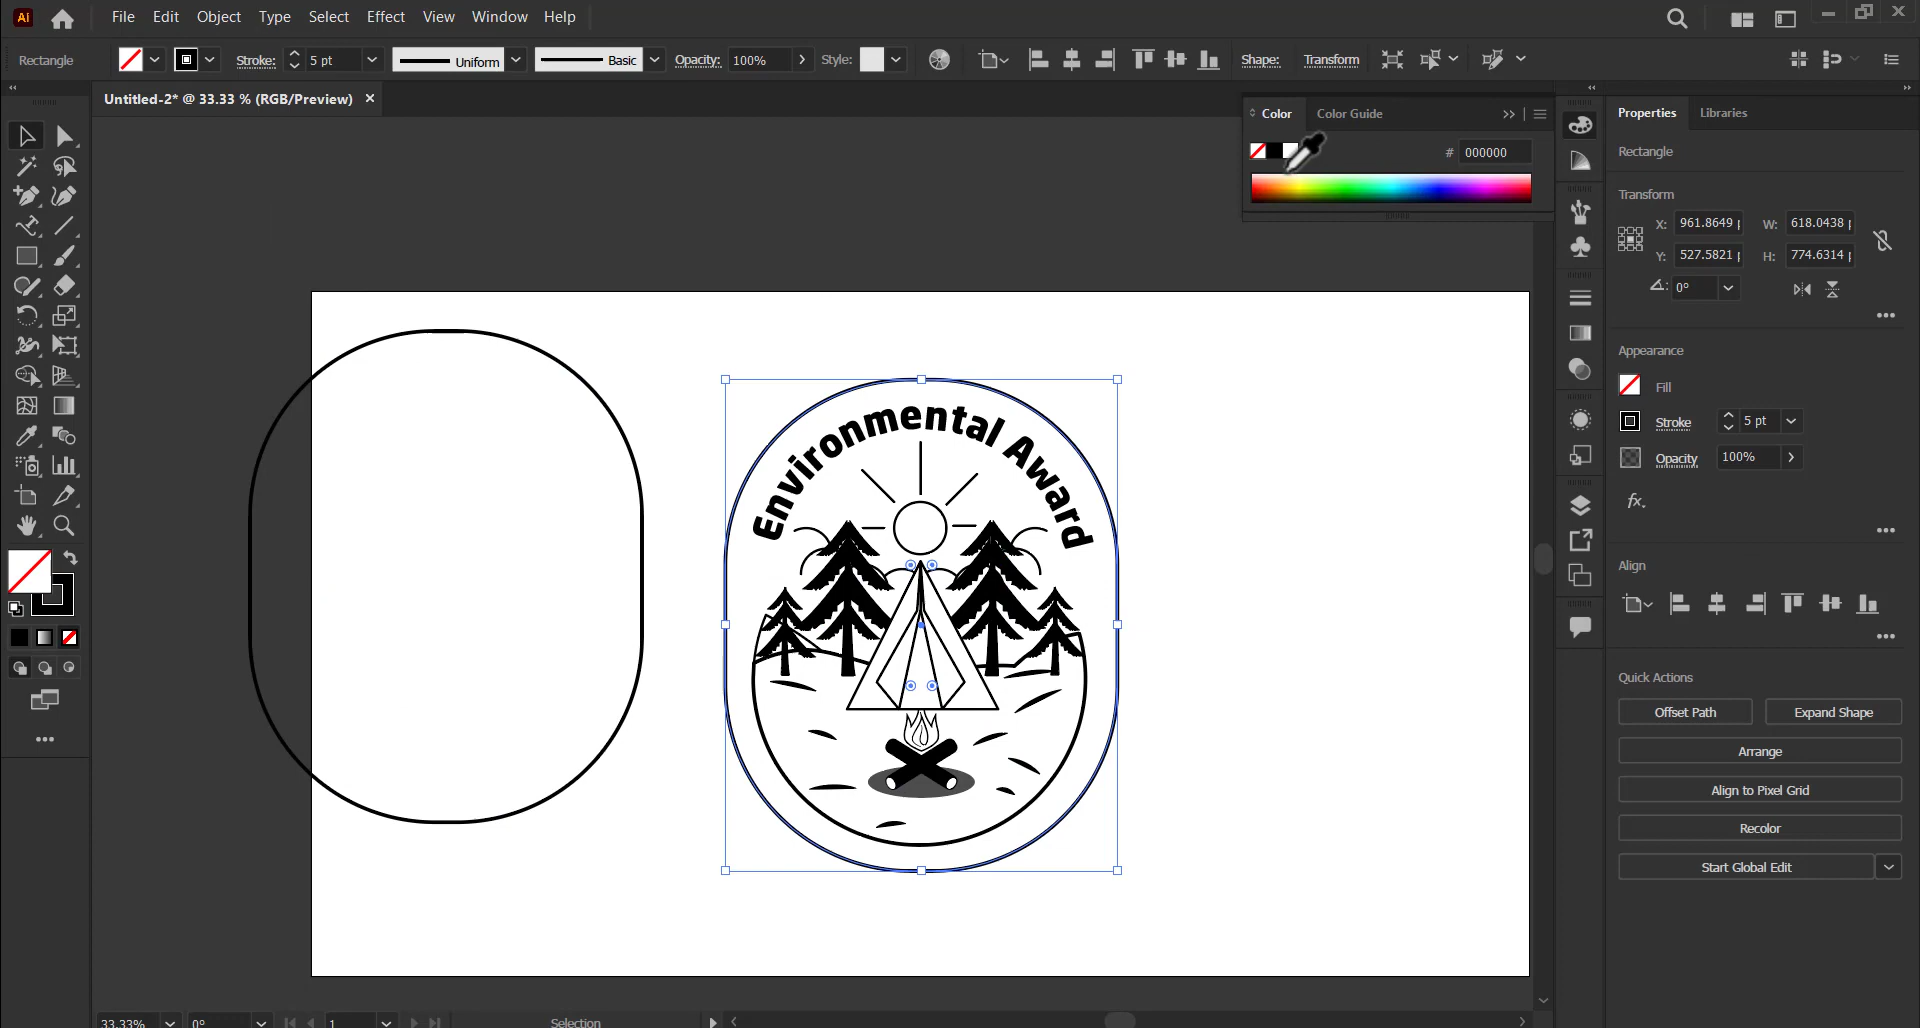 Ai File Edit Object Type Select Effect View Window Help
Rectangle Stroke: 5 pt Uniform Basic Opacity: 100% Style: Shape: Transform
Untitled-2* @ 33.33 % (RGB/Preview) ×
Color Color Guide
# 000000
Properties Libraries
Rectangle
Transform
X: 961.8649 p W: 618.0438 p
Y: 527.5821 p H: 774.6314 p
0°
Appearance
Fill
Stroke 5 pt
Opacity 100%
fx.
Align
Quick Actions
Offset Path Expand Shape
Arrange
Align to Pixel Grid
Recolor
Start Global Edit
Environmental Award
33.33% 0° 1 Selection